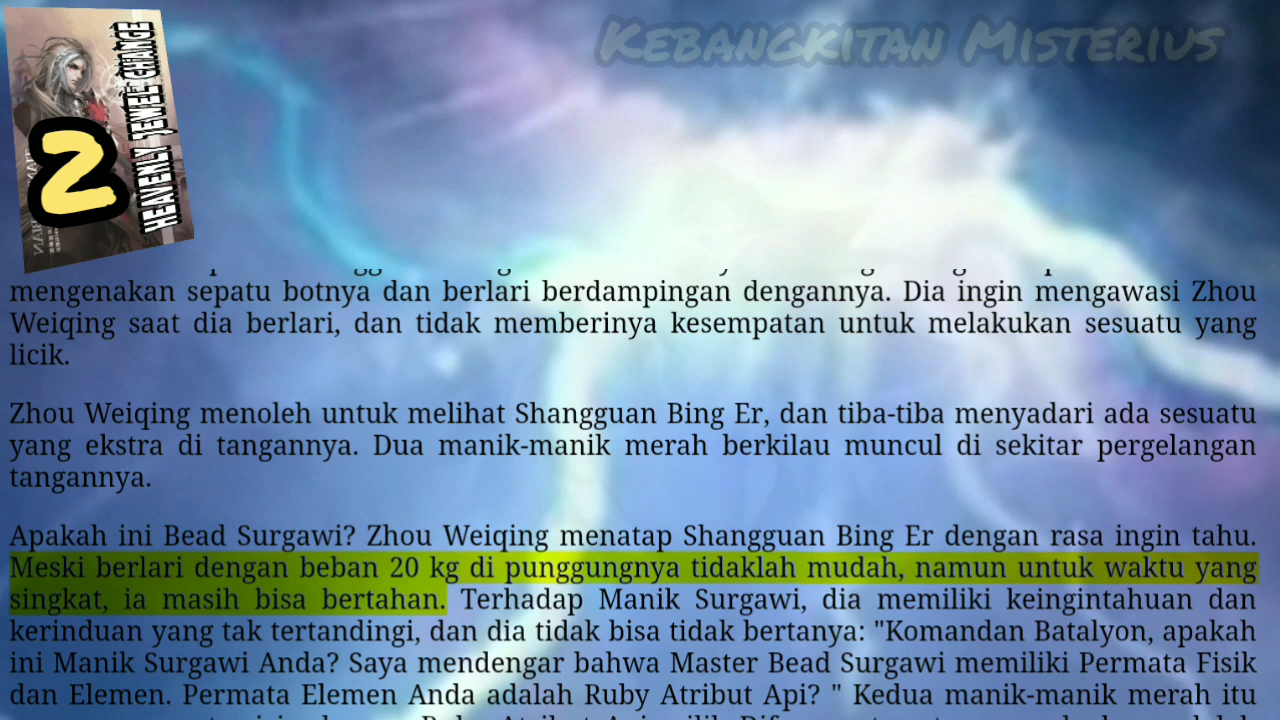 Kebangkitan Misterius
HEAVENLY JEWEL CHANGE
2
mengenakan sepatu botnya dan berlari berdampingan dengannya. Dia ingin mengawasi Zhou
Weiqing saat dia berlari, dan tidak memberinya kesempatan untuk melakukan sesuatu yang
licik.
Zhou Weiqing menoleh untuk melihat Shangguan Bing Er, dan tiba-tiba menyadari ada sesuatu
yang ekstra di tangannya. Dua manik-manik merah berkilau muncul di sekitar pergelangan
tangannya.
Apakah ini Bead Surgawi? Zhou Weiqing menatap Shangguan Bing Er dengan rasa ingin tahu.
Meski berlari dengan beban 20 kg di punggungnya tidaklah mudah, namun untuk waktu yang
singkat, ia masih bisa bertahan. Terhadap Manik Surgawi, dia memiliki keingintahuan dan
kerinduan yang tak tertandingi, dan dia tidak bisa tidak bertanya: "Komandan Batalyon, apakah
ini Manik Surgawi Anda? Saya mendengar bahwa Master Bead Surgawi memiliki Permata Fisik
dan Elemen. Permata Elemen Anda adalah Ruby Atribut Api? " Kedua manik-manik merah itu